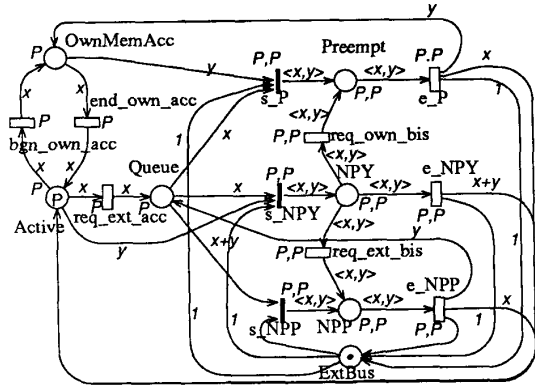 y
OwnMemAcc
P
Preempt
P,P
<x,y>
<x,y>
P.P
x
y
x
x
end_own_acc
s_P
P,P
e_P
1
<x,y>
P
P
1
x
P,P
req_own_bis
bgn_own_acc
<x,y>
x
x
Queue
NPY
e_NPY
P
P
x
x
x
P,P
<x,y>
<x,y>
x+y
P
P
req_ext_acc
s_NPY
P,P
P,P
Active
<x,y>
y
x+y
y
P,P
req_ext_bis
P,P
<x,y>
e_NPP
<x,y>
<x,y>
x
1
1
s_NPP
NPP
P,P
P,P
1
1
ExtBus